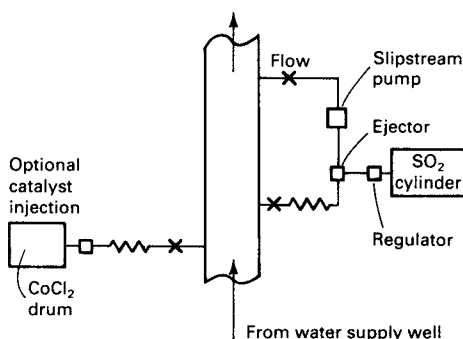 Flow
Slipstream
pump
Ejector
SO2
cylinder
Regulator
Optional
catalyst
injection
CoCl2
drum
From water supply well